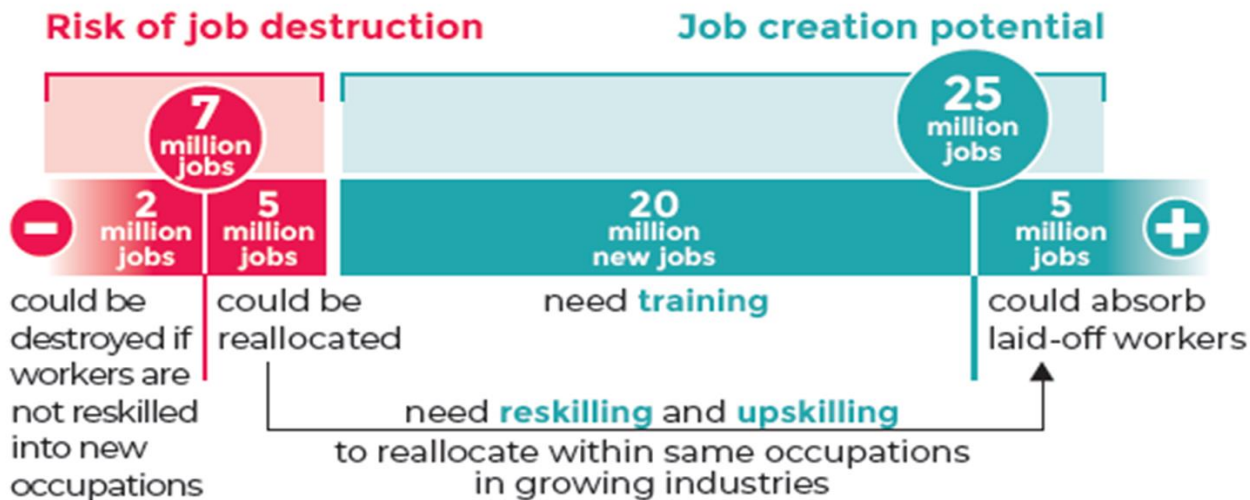 Risk of job destruction
Job creation potential
7
million
jobs
25
million
jobs
−
2
million
jobs
5
million
jobs
20
million
new jobs
5
million
jobs
+
could be
destroyed if
workers are
not reskilled
into new
occupations
could be
reallocated
need training
could absorb
laid-off workers
need reskilling and upskilling
to reallocate within same occupations
in growing industries